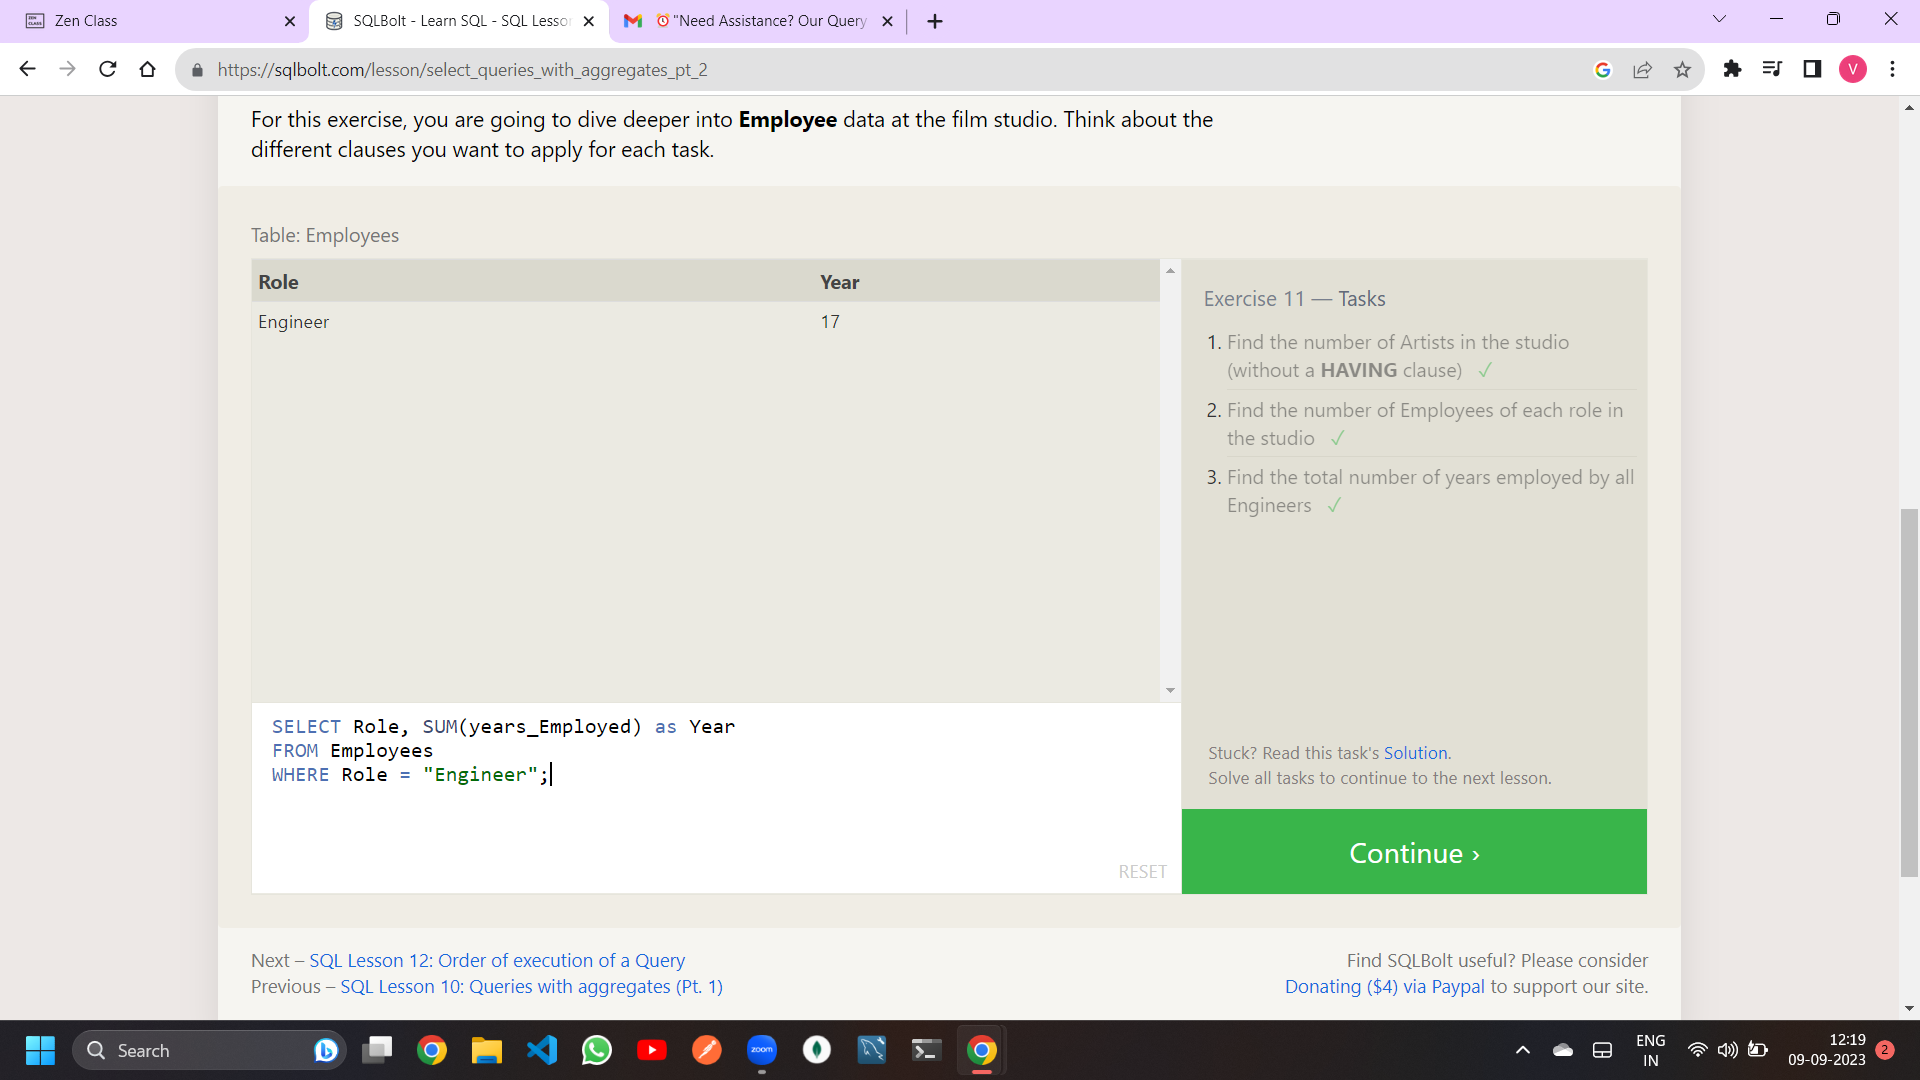 Zen Class
SQLBolt - Learn SQL - SQL Lesson
"Need Assistance? Our Query
https://sqlbolt.com/lesson/select_queries_with_aggregates_pt_2
V
For this exercise, you are going to dive deeper into Employee data at the film studio. Think about the
different clauses you want to apply for each task.
Table: Employees
Role Year
Engineer 17
Exercise 11 — Tasks
1. Find the number of Artists in the studio
(without a HAVING clause) ✓
2. Find the number of Employees of each role in
the studio ✓
3. Find the total number of years employed by all
Engineers ✓
SELECT Role, SUM(years_Employed) as Year
FROM Employees
WHERE Role = "Engineer";
RESET
Stuck? Read this task's Solution.
Solve all tasks to continue to the next lesson.
Continue ›
Next – SQL Lesson 12: Order of execution of a Query
Previous – SQL Lesson 10: Queries with aggregates (Pt. 1)
Find SQLBolt useful? Please consider
Donating ($4) via Paypal to support our site.
Search
zoom
ENG
IN
12:19
09-09-2023
2